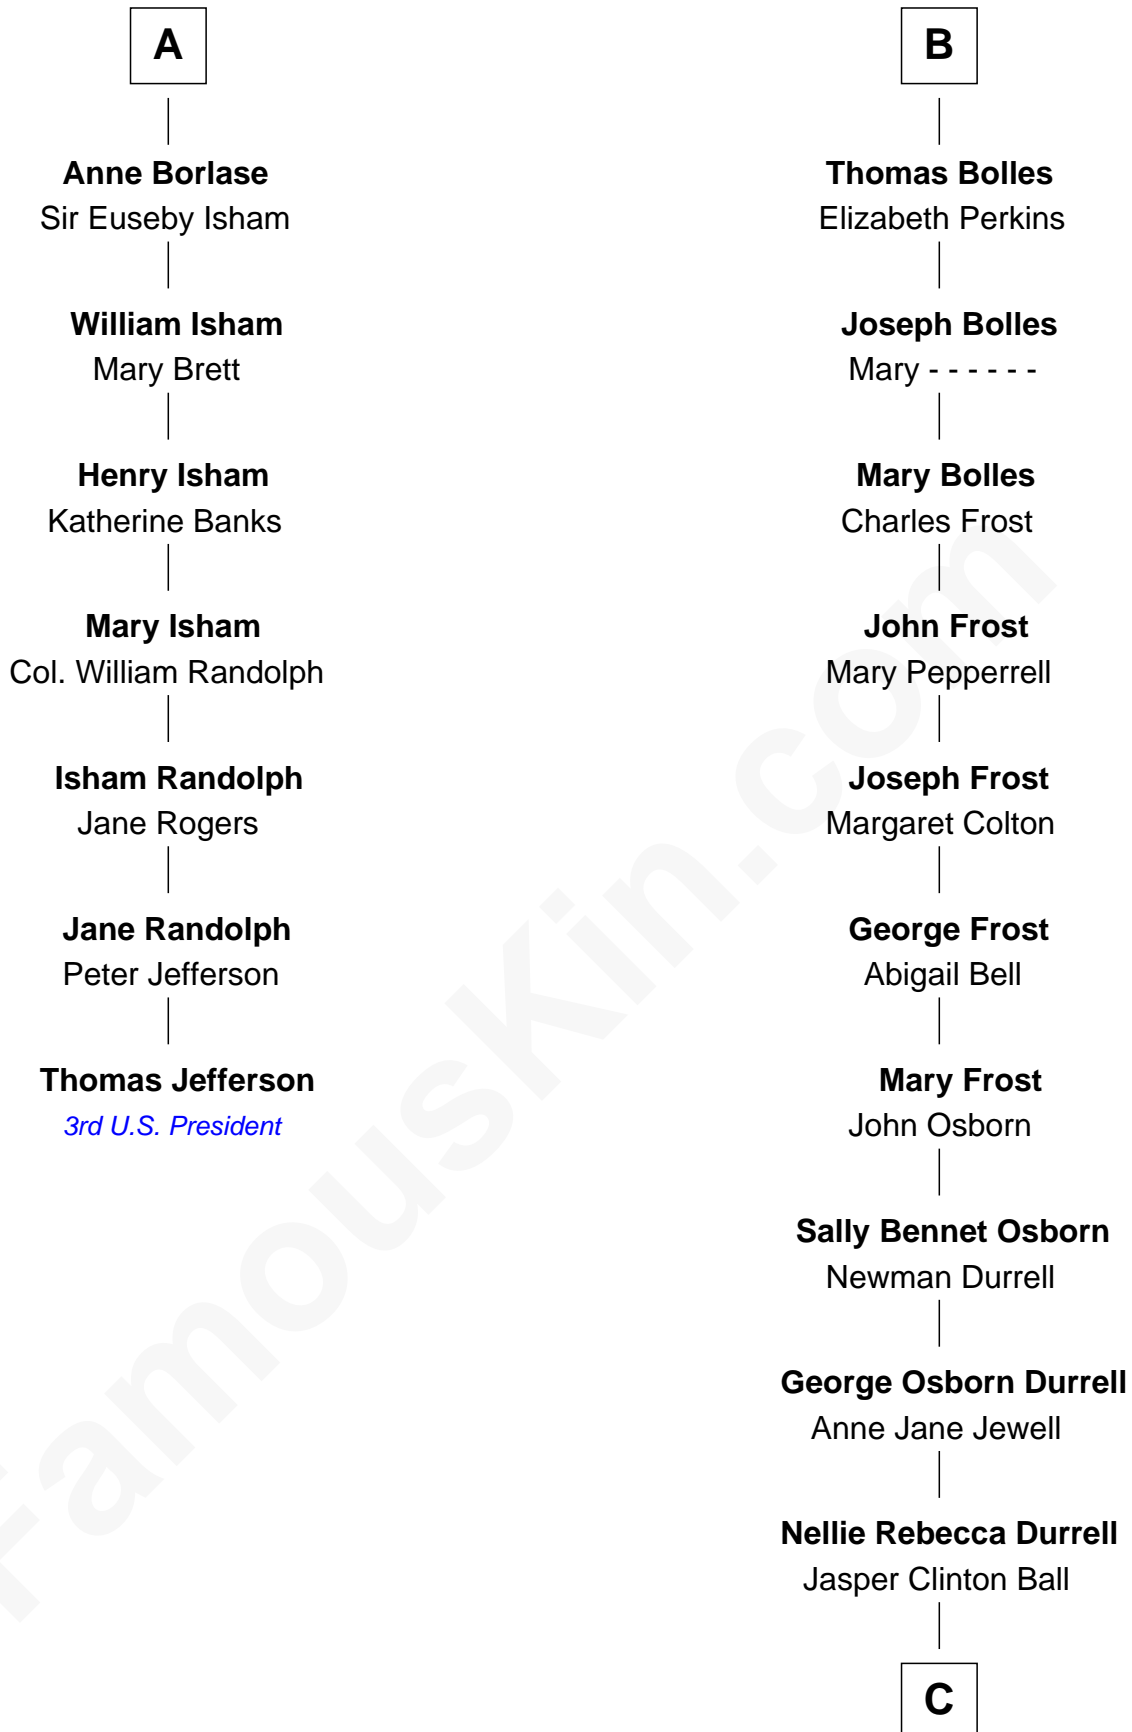 A
Anne Borlase
Sir Euseby Isham
William Isham
Mary Brett
Henry Isham
Katherine Banks
Mary Isham
Col. William Randolph
Isham Randolph
Jane Rogers
Jane Randolph
Peter Jefferson
Thomas Jefferson
3rd U.S. President
B
Thomas Bolles
Elizabeth Perkins
Joseph Bolles
Mary - - - - - -
Mary Bolles
Charles Frost
John Frost
Mary Pepperrell
Joseph Frost
Margaret Colton
George Frost
Abigail Bell
Mary Frost
John Osborn
Sally Bennet Osborn
Newman Durrell
George Osborn Durrell
Anne Jane Jewell
Nellie Rebecca Durrell
Jasper Clinton Ball
C
FamousKin.com